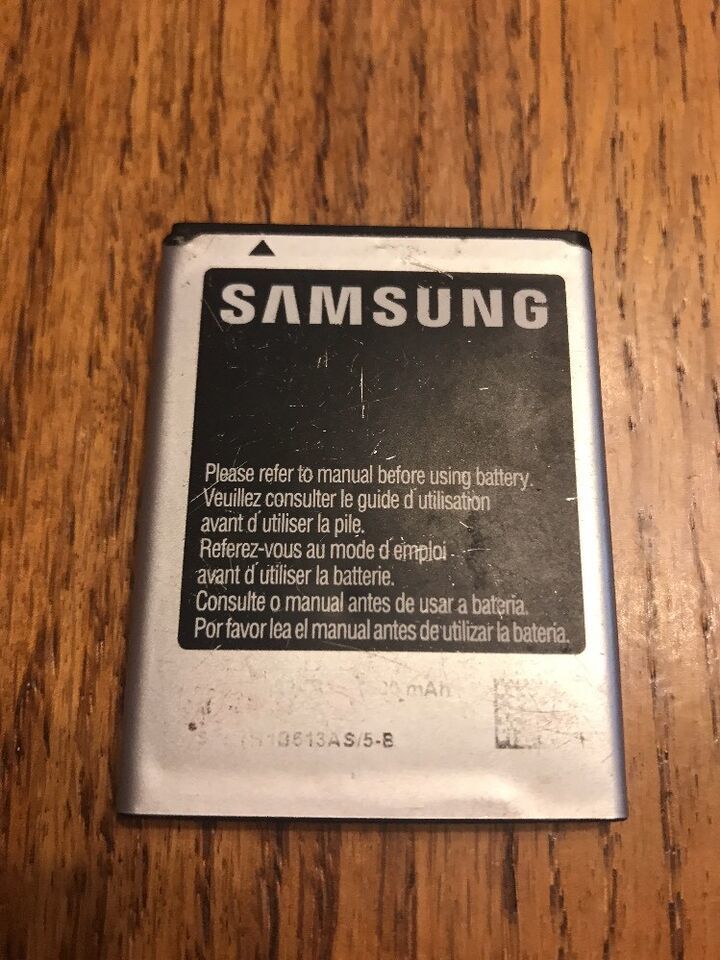 SAMSUNG
Please refer to manual before using battery.
Veuillez consulter le guide d'utilisation
avant d'utiliser la pile.
Referez-vous au mode d'emploi
avant d'utiliser la batterie.
Consulte o manual antes de usar a bateria.
Por favor lea el manual antes de utilizar la batería.
mAh